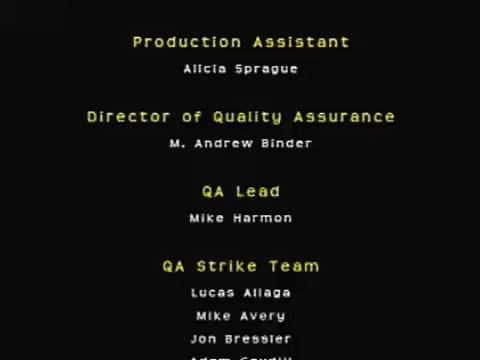 Production Assistant
Alicia Sprague
Director of Quality Assurance
M. Andrew Binder
QA Lead
Mike Harmon
QA Strike Team
Lucas Allaga
Mike Avery
Jon Bressler